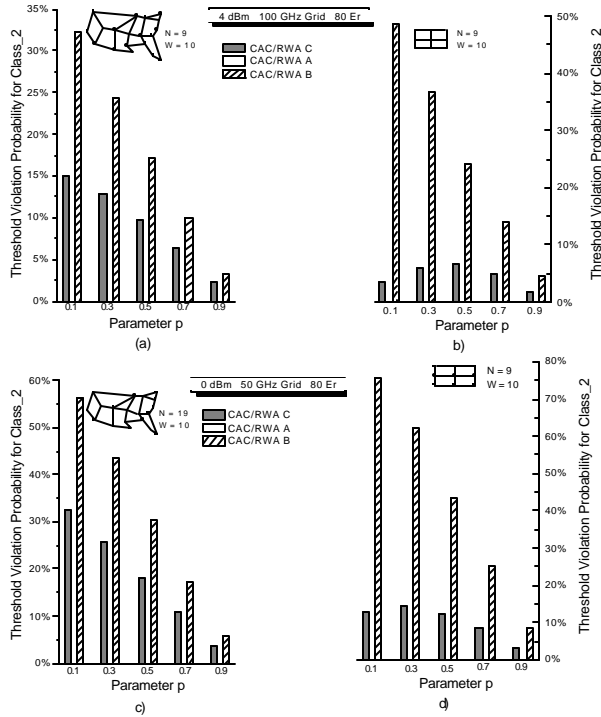 4 dBm 100 GHz Grid 80 Er
N = 9
W = 10
CAC/RWA C
CAC/RWA A
CAC/RWA B
Threshold Violation Probability for Class_2
35%
30%
25%
20%
15%
10%
5%
0%
0.1 0.3 0.5 0.7 0.9
Parameter p
(a)
N = 9
W = 10
50%
40%
30%
20%
10%
0%
Threshold Violation Probability for Class_2
0.1 0.3 0.5 0.7 0.9
Parameter p
b)
0 dBm 50 GHz Grid 80 Er
N = 19
W = 10
CAC/RWA C
CAC/RWA A
CAC/RWA B
Threshold Violation Probability for Class_2
60%
50%
40%
30%
20%
10%
0%
0.1 0.3 0.5 0.7 0.9
Parameter p
c)
N = 9
W = 10
80%
70%
60%
50%
40%
30%
20%
10%
0%
Threshold Violation Probability for Class_2
0.1 0.3 0.5 0.7 0.9
Parameter p
d)